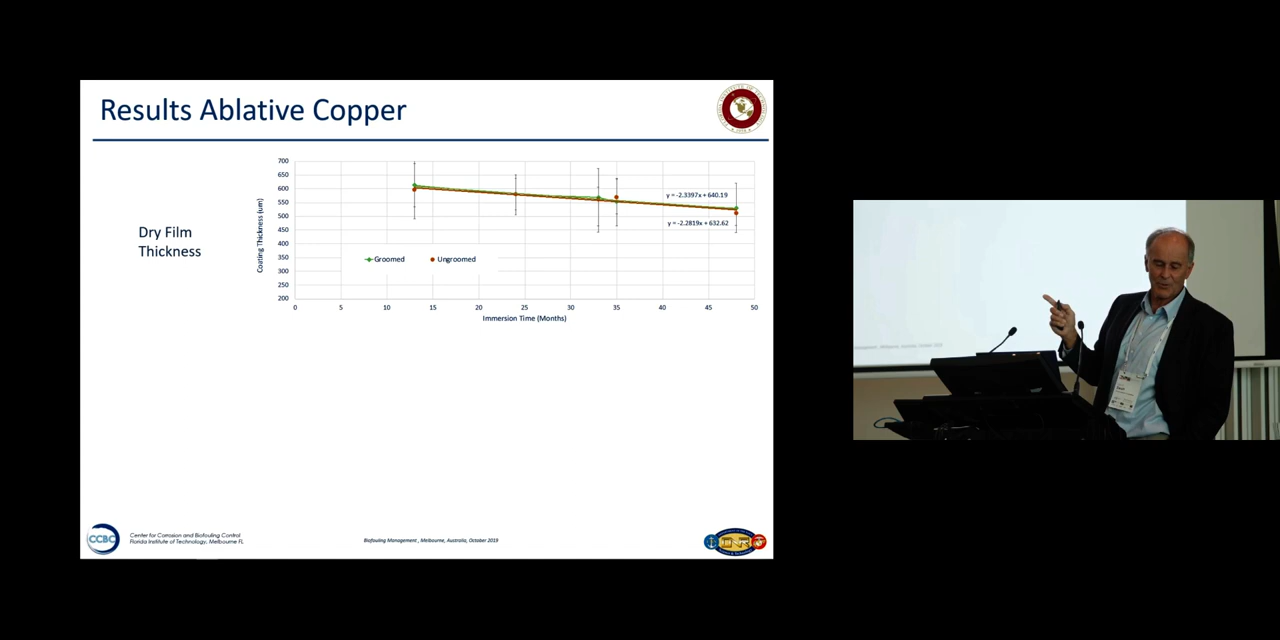 Results Ablative Copper
Dry Film
Thickness
Coating Thickness (um)
700
650
600
550
500
450
400
350
300
250
200
y = -2.3397x + 640.19
y = -2.2819x + 632.62
Groomed
Ungroomed
0
5
10
15
20
25
30
35
40
45
50
Immersion Time (Months)
CCBC
Center for Corrosion and Biofouling Control
Florida Institute of Technology, Melbourne FL
Biofouling Management , Melbourne, Australia, October 2019